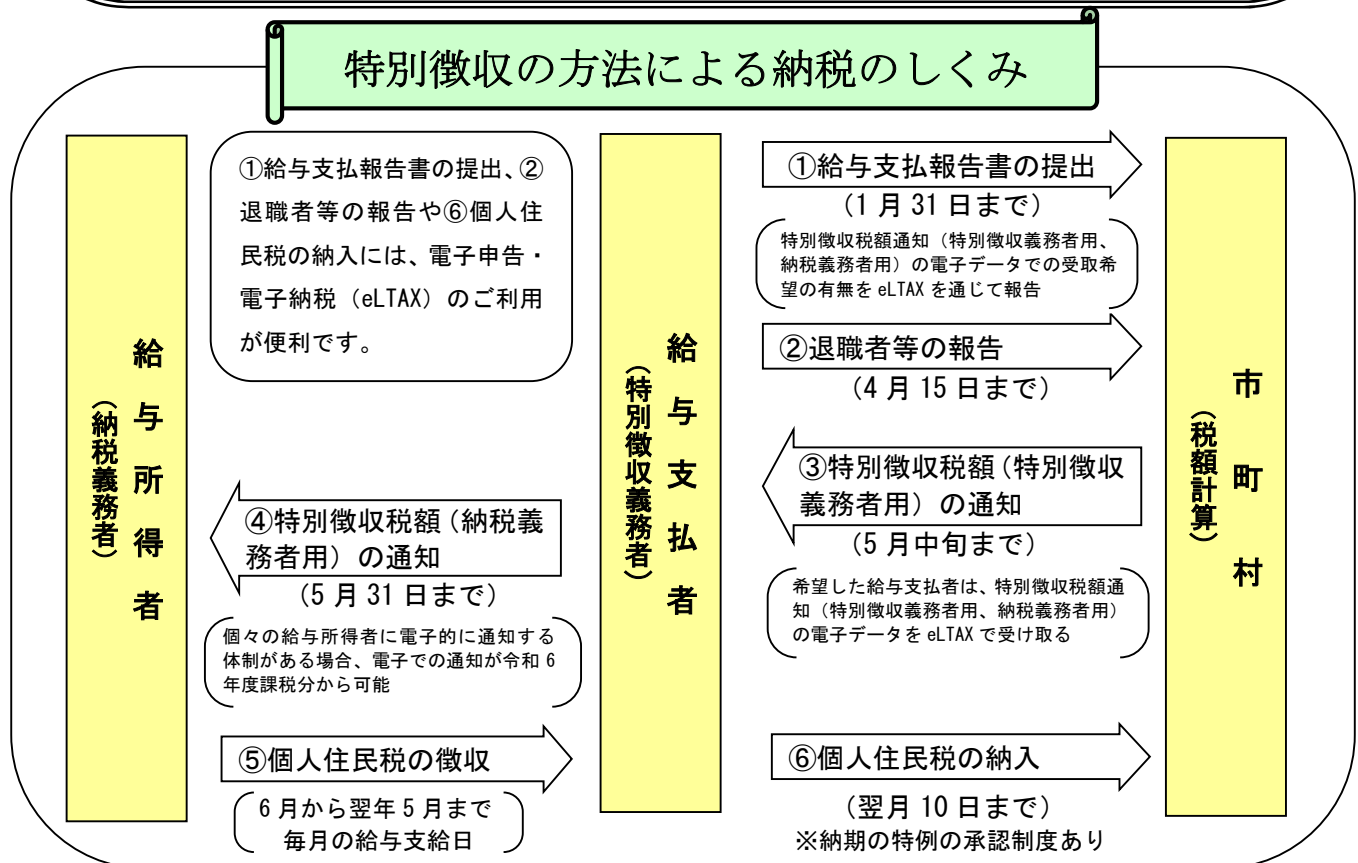 特別徴収の方法による納税のしくみ
給与所得者
（納税義務者）
①給与支払報告書の提出、②
退職者等の報告や⑥個人住
民税の納入には、電子申告・
電子納税（eLTAX）のご利用
が便利です。
④特別徴収税額（納税義
務者用）の通知
（5 月 31 日まで）
個々の給与所得者に電子的に通知する
体制がある場合、電子での通知が令和 6
年度課税分から可能
⑤個人住民税の徴収
6 月から翌年 5 月まで
毎月の給与支給日
給与支払者
（特別徴収義務者）
①給与支払報告書の提出
（1 月 31 日まで）
特別徴収税額通知（特別徴収義務者用、
納税義務者用）の電子データでの受取希
望の有無を eLTAX を通じて報告
②退職者等の報告
（4 月 15 日まで）
③特別徴収税額（特別徴収
義務者用）の通知
（5 月中旬まで）
希望した給与支払者は、特別徴収税額通
知（特別徴収義務者用、納税義務者用）
の電子データを eLTAX で受け取る
⑥個人住民税の納入
（翌月 10 日まで）
※納期の特例の承認制度あり
市町村
（税額計算）